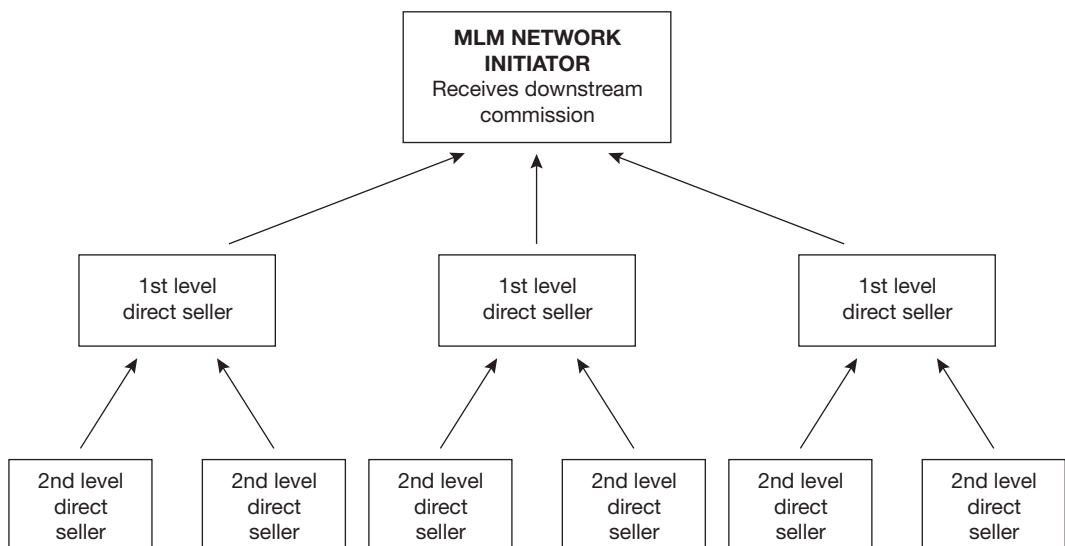 MLM NETWORK
INITIATOR
Receives downstream
commission
1st level
direct seller
1st level
direct seller
1st level
direct seller
2nd level
direct
seller
2nd level
direct
seller
2nd level
direct
seller
2nd level
direct
seller
2nd level
direct
seller
2nd level
direct
seller